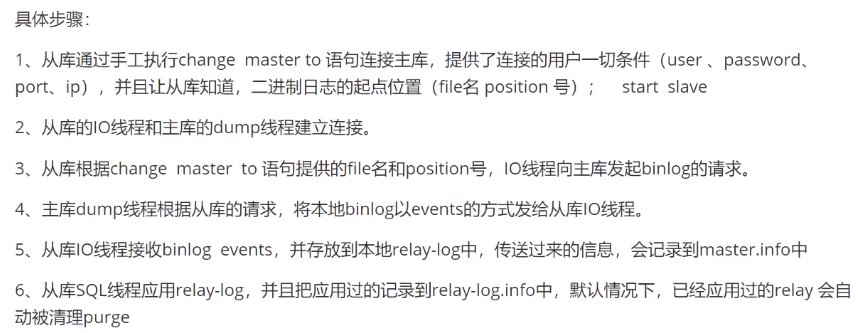 具体步骤：
1、从库通过手工执行change master to 语句连接主库，提供了连接的用户一切条件（user 、password、
port、ip），并且让从库知道，二进制日志的起点位置（file名 position 号）； start slave
2、从库的IO线程和主库的dump线程建立连接。
3、从库根据change master to 语句提供的file名和position号，IO线程向主库发起binlog的请求。
4、主库dump线程根据从库的请求，将本地binlog以events的方式发给从库IO线程。
5、从库IO线程接收binlog events，并存放到本地relay-log中，传送过来的信息，会记录到master.info中
6、从库SQL线程应用relay-log，并且把应用过的记录到relay-log.info中，默认情况下，已经应用过的relay 会自
动被清理purge